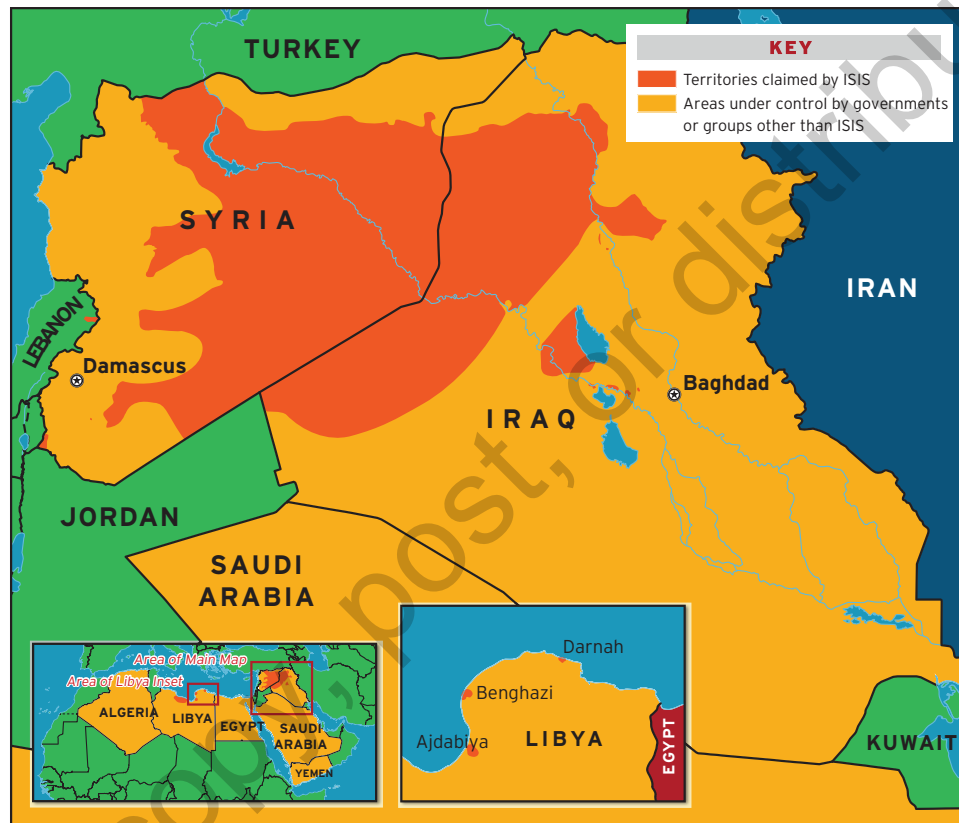 TURKEY
KEY
Territories claimed by ISIS
Areas under control by governments
or groups other than ISIS
SYRIA
IRAN
LEBANON
Damascus
Baghdad
IRAQ
JORDAN
SAUDI
ARABIA
Area of Main Map
Area of Libya Inset
ALGERIA
LIBYA
EGYPT
SAUDI
ARABIA
YEMEN
Darnah
Benghazi
Ajdabiya
LIBYA
EGYPT
KUWAIT
copy, post, or distribu